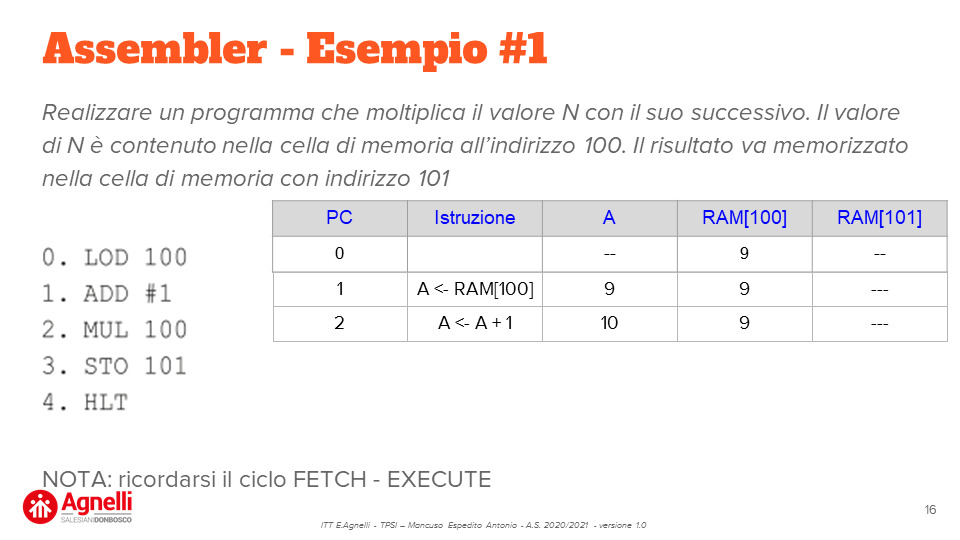 Assembler - Esempio #1
Realizzare un programma che moltiplica il valore N con il suo successivo. Il valore
di N è contenuto nella cella di memoria all’indirizzo 100. Il risultato va memorizzato
nella cella di memoria con indirizzo 101
PC Istruzione A RAM[100] RAM[101]
0 -- 9 --
1 A <- RAM[100] 9 9 ---
2 A <- A + 1 10 9 ---
0. LOD 100
1. ADD #1
2. MUL 100
3. STO 101
4. HLT
NOTA: ricordarsi il ciclo FETCH - EXECUTE
Agnelli
SALESIANI DONBOSCO
ITT E.Agnelli - TPSI – Mancuso Espedito Antonio - A.S. 2020/2021 - versione 1.0
16